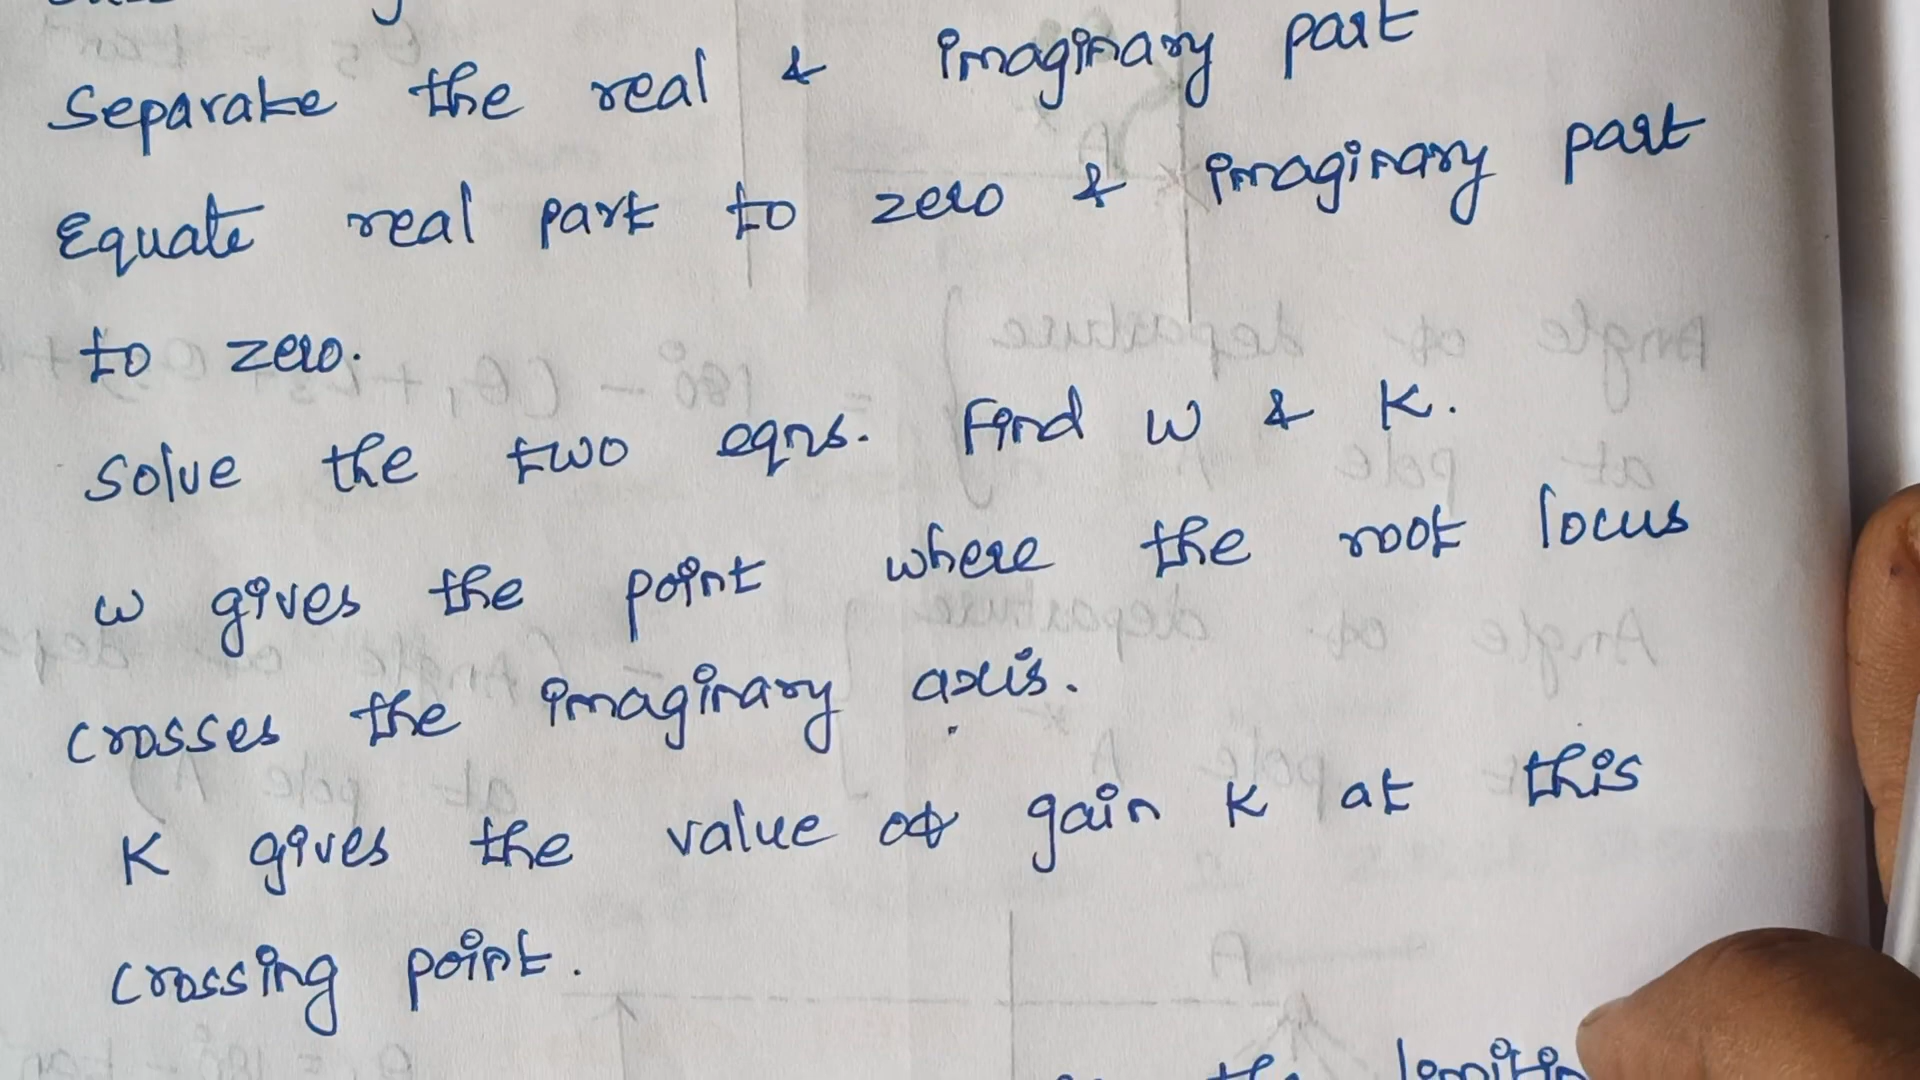 Separate the real & imaginary part
Equate real part to zero & imaginary part
to zero.
Solve the two eqns. Find ω & K.
ω gives the point where the root locus
crosses the imaginary axis.
K gives the value of gain K at this
crossing point.
the